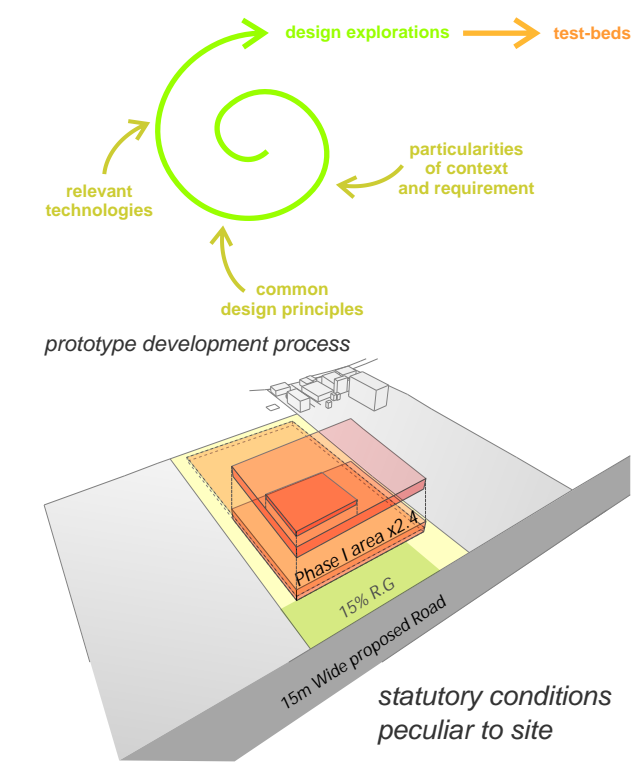 design explorations
test-beds
particularities
of context
and requirement
relevant
technologies
common
design principles
prototype development process
Phase I area x2.4
15% R.G
15m Wide proposed Road
statutory conditions
peculiar to site